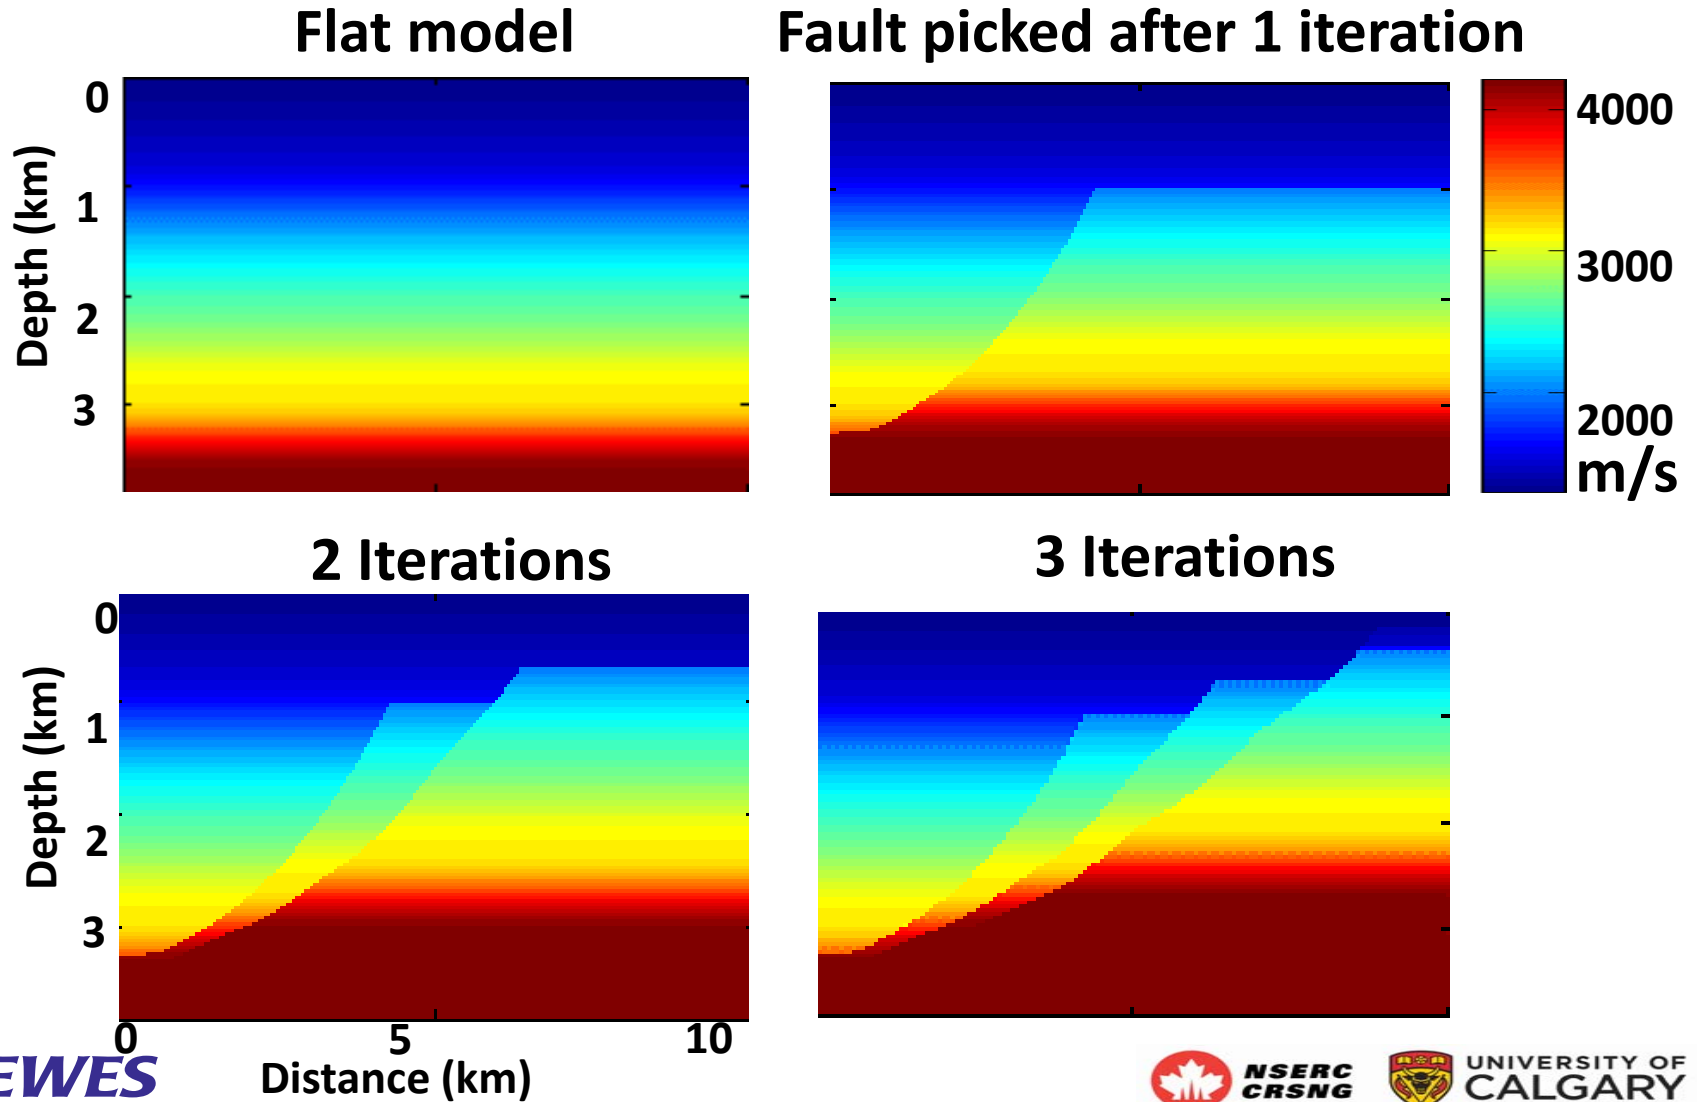 Flat model
Fault picked after 1 iteration
0
1
2
3
Depth (km)
4000
3000
2000
m/s
2 Iterations
3 Iterations
0
1
2
3
Depth (km)
0 5 10
Distance (km)
EWES
NSERC
CRSNG
UNIVERSITY OF
CALGARY